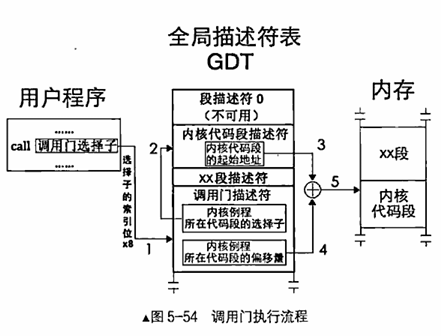 全局描述符表
GDT
用户程序
内存
……
call 调用门选择子
……
选择子的索引位x8
段描述符 0
(不可用)
内核代码段描述符
内核代码段
的起始地址
xx段描述符
调用门描述符
内核例程
所在代码段的选择子
内核例程
所在代码段的偏移量
1
2
3
4
5
xx段
内核
代码段
▲图 5-54 调用门执行流程